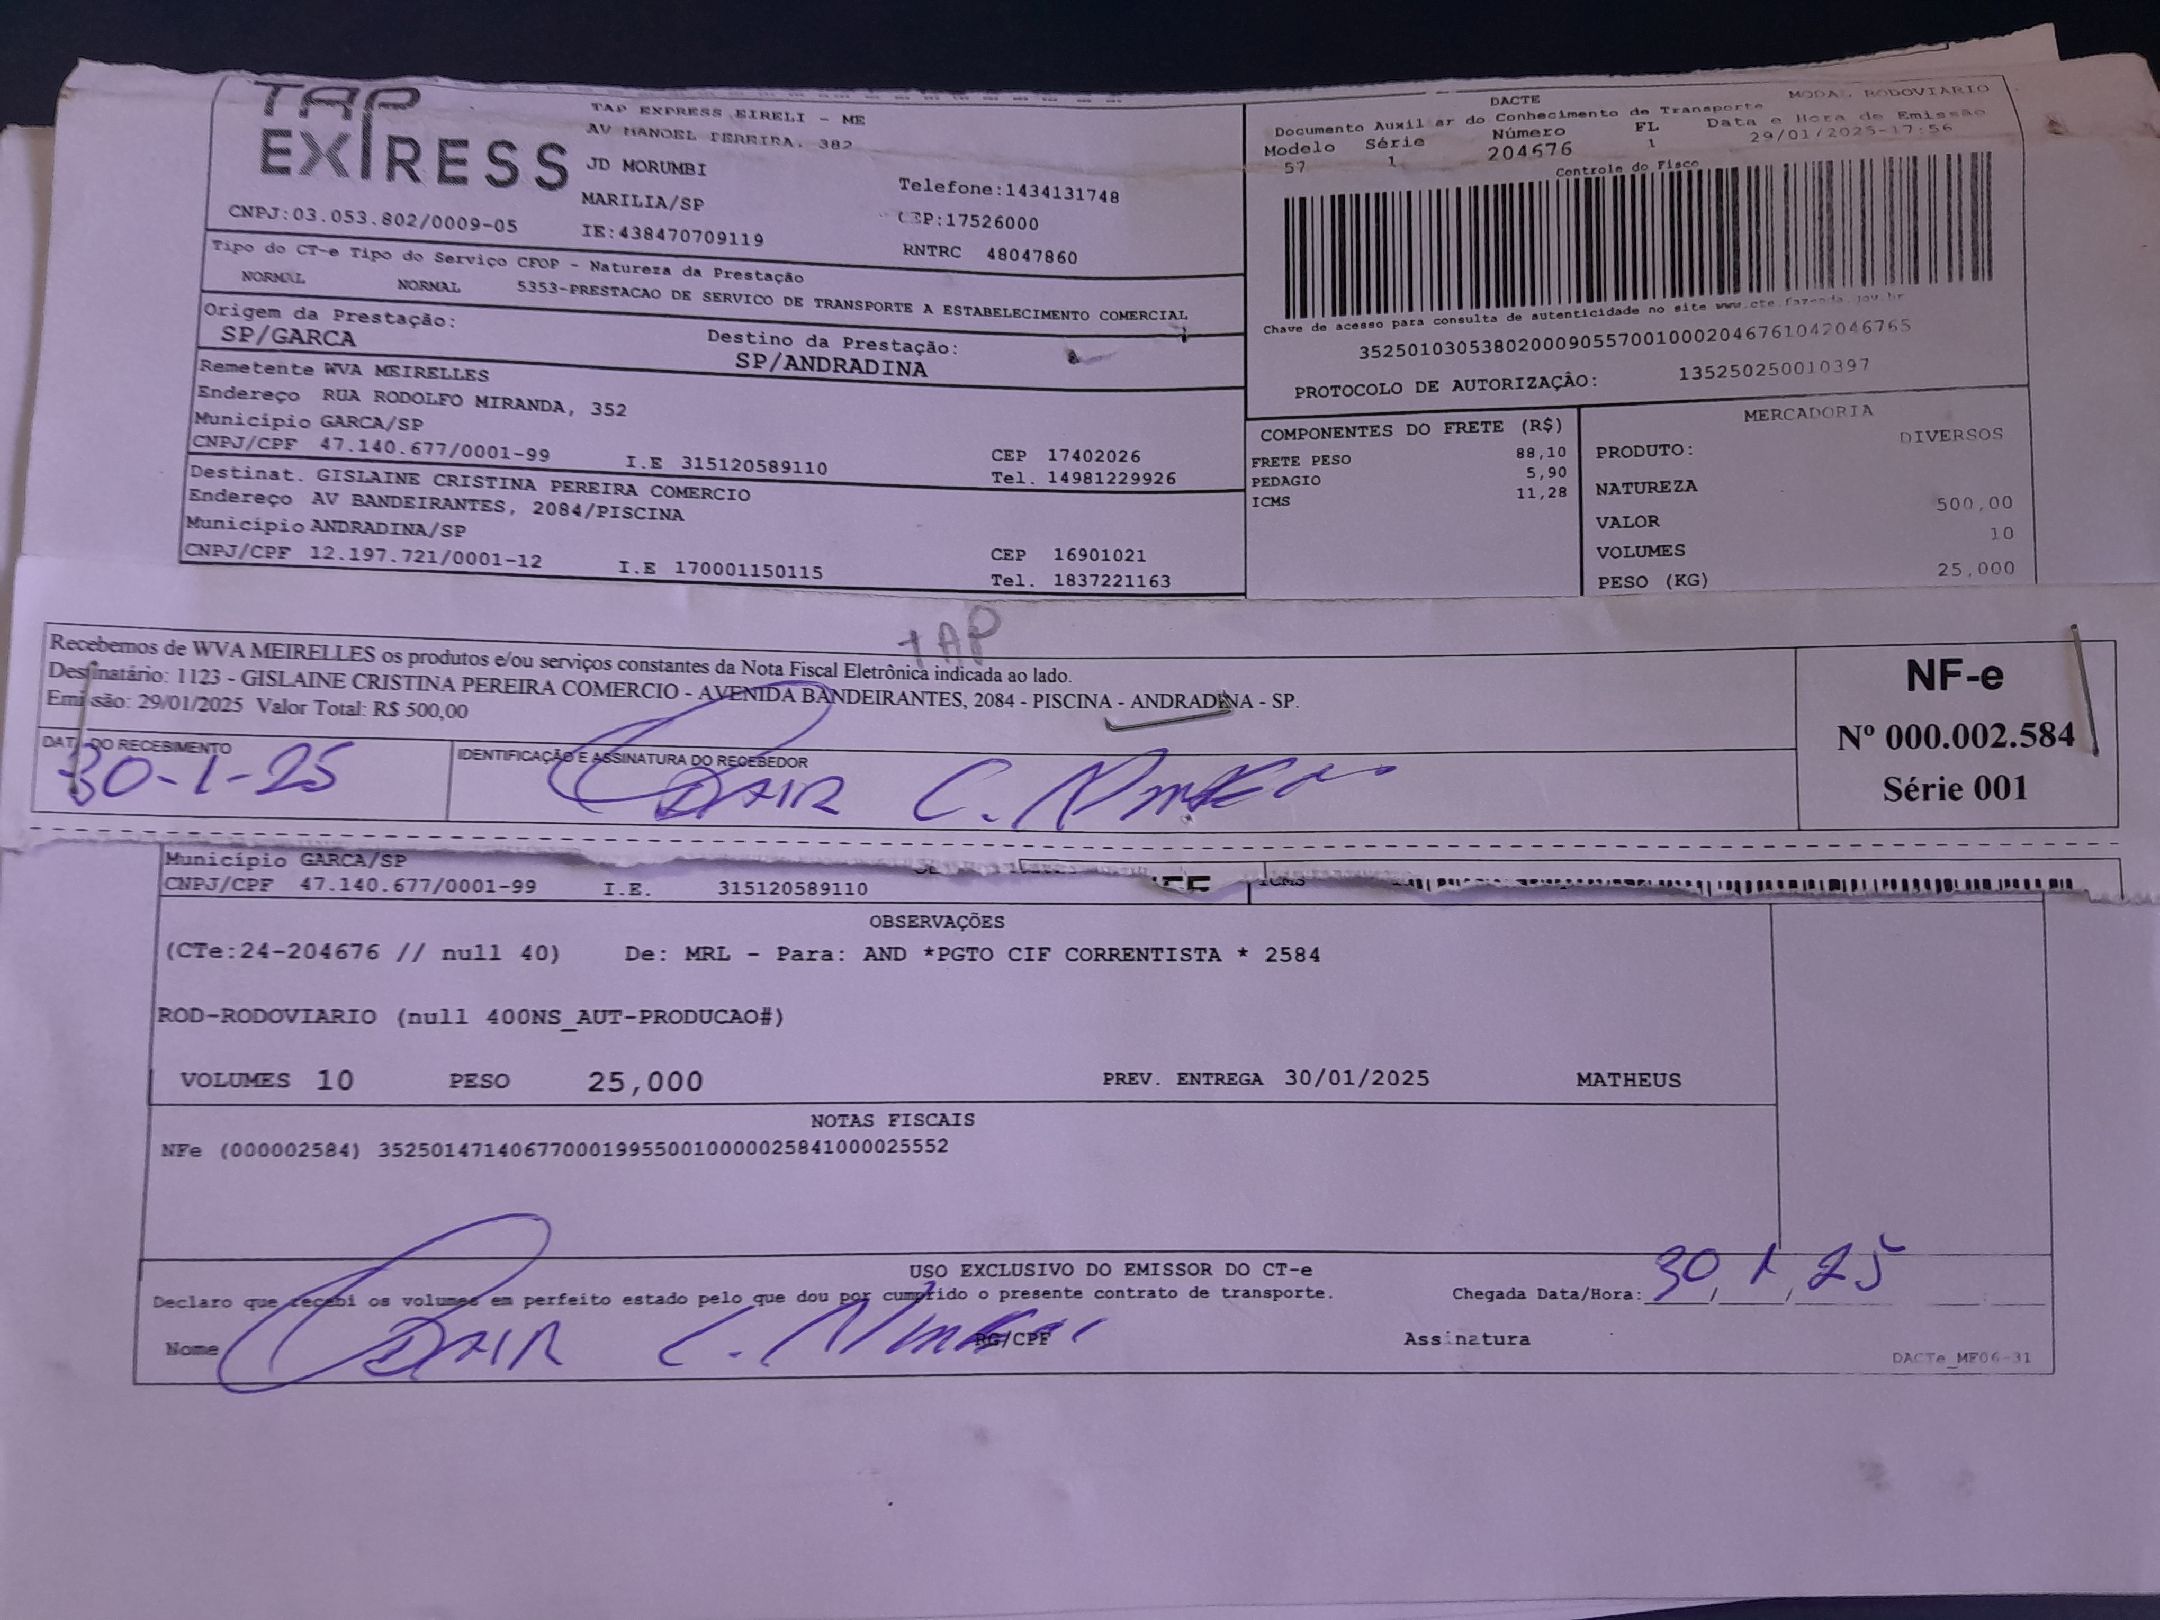 TAP
EXPRESS
TAP EXPRESS EIRELI - ME
AV MANOEL PEREIRA, 382
JD MORUMBI
MARILIA/SP
Telefone:1434131748
CEP:17526000
CNPJ:03.053.802/0009-05
IE:438470709119
RNTRC 48047860
DACTE
MODAL RODOVIARIO
Documento Auxiliar do Conhecimento de Transporte
Modelo Série Número FL Data e Hora de Emissão
57 1 204676 1 29/01/2025-17:56
Controle do Fisco
Chave de acesso para consulta de autenticidade no site www.cte.fazenda.gov.br
35250103053802000905570010002046761042046765
PROTOCOLO DE AUTORIZAÇÃO: 135250250010397
Tipo do CT-e Tipo do Serviço CFOP - Natureza da Prestação
NORMAL NORMAL 5353-PRESTACAO DE SERVICO DE TRANSPORTE A ESTABELECIMENTO COMERCIAL
Origem da Prestação: Destino da Prestação:
SP/GARCA SP/ANDRADINA
Remetente WVA MEIRELLES
Endereço RUA RODOLFO MIRANDA, 352
Município GARCA/SP CEP 17402026
CNPJ/CPF 47.140.677/0001-99 I.E 315120589110 Tel. 14981229926
Destinat. GISLAINE CRISTINA PEREIRA COMERCIO
Endereço AV BANDEIRANTES, 2084/PISCINA
Município ANDRADINA/SP CEP 16901021
CNPJ/CPF 12.197.721/0001-12 I.E 170001150115 Tel. 1837221163
COMPONENTES DO FRETE (R$)
FRETE PESO 88,10
PEDAGIO 5,90
ICMS 11,28
MERCADORIA
PRODUTO: DIVERSOS
NATUREZA
VALOR 500,00
VOLUMES 10
PESO (KG) 25,000
TAP
Recebemos de WVA MEIRELLES os produtos e/ou serviços constantes da Nota Fiscal Eletrônica indicada ao lado.
Destinatário: 1123 - GISLAINE CRISTINA PEREIRA COMERCIO - AVENIDA BANDEIRANTES, 2084 - PISCINA - ANDRADINA - SP.
Emissão: 29/01/2025 Valor Total: R$ 500,00
DATA DO RECEBIMENTO
30-1-25
IDENTIFICAÇÃO E ASSINATURA DO RECEBEDOR
ODAIR C.
NF-e
Nº 000.002.584
Série 001
Município GARCA/SP
CNPJ/CPF 47.140.677/0001-99 I.E. 315120589110
ICMS
OBSERVAÇÕES
(CTe:24-204676 // null 40) De: MRL - Para: AND *PGTO CIF CORRENTISTA * 2584
ROD-RODOVIARIO (null 400NS_AUT-PRODUCAO#)
VOLUMES 10 PESO 25,000 PREV. ENTREGA 30/01/2025 MATHEUS
NOTAS FISCAIS
NFe (000002584) 35250147140677000199550010000025841000025552
USO EXCLUSIVO DO EMISSOR DO CT-e
Declaro que recebi os volumes em perfeito estado pelo que dou por cumprido o presente contrato de transporte.
Chegada Data/Hora: 30 / 1 / 25
Nome ODAIR C. RG/CPF Assinatura
DACTe_MF06-31